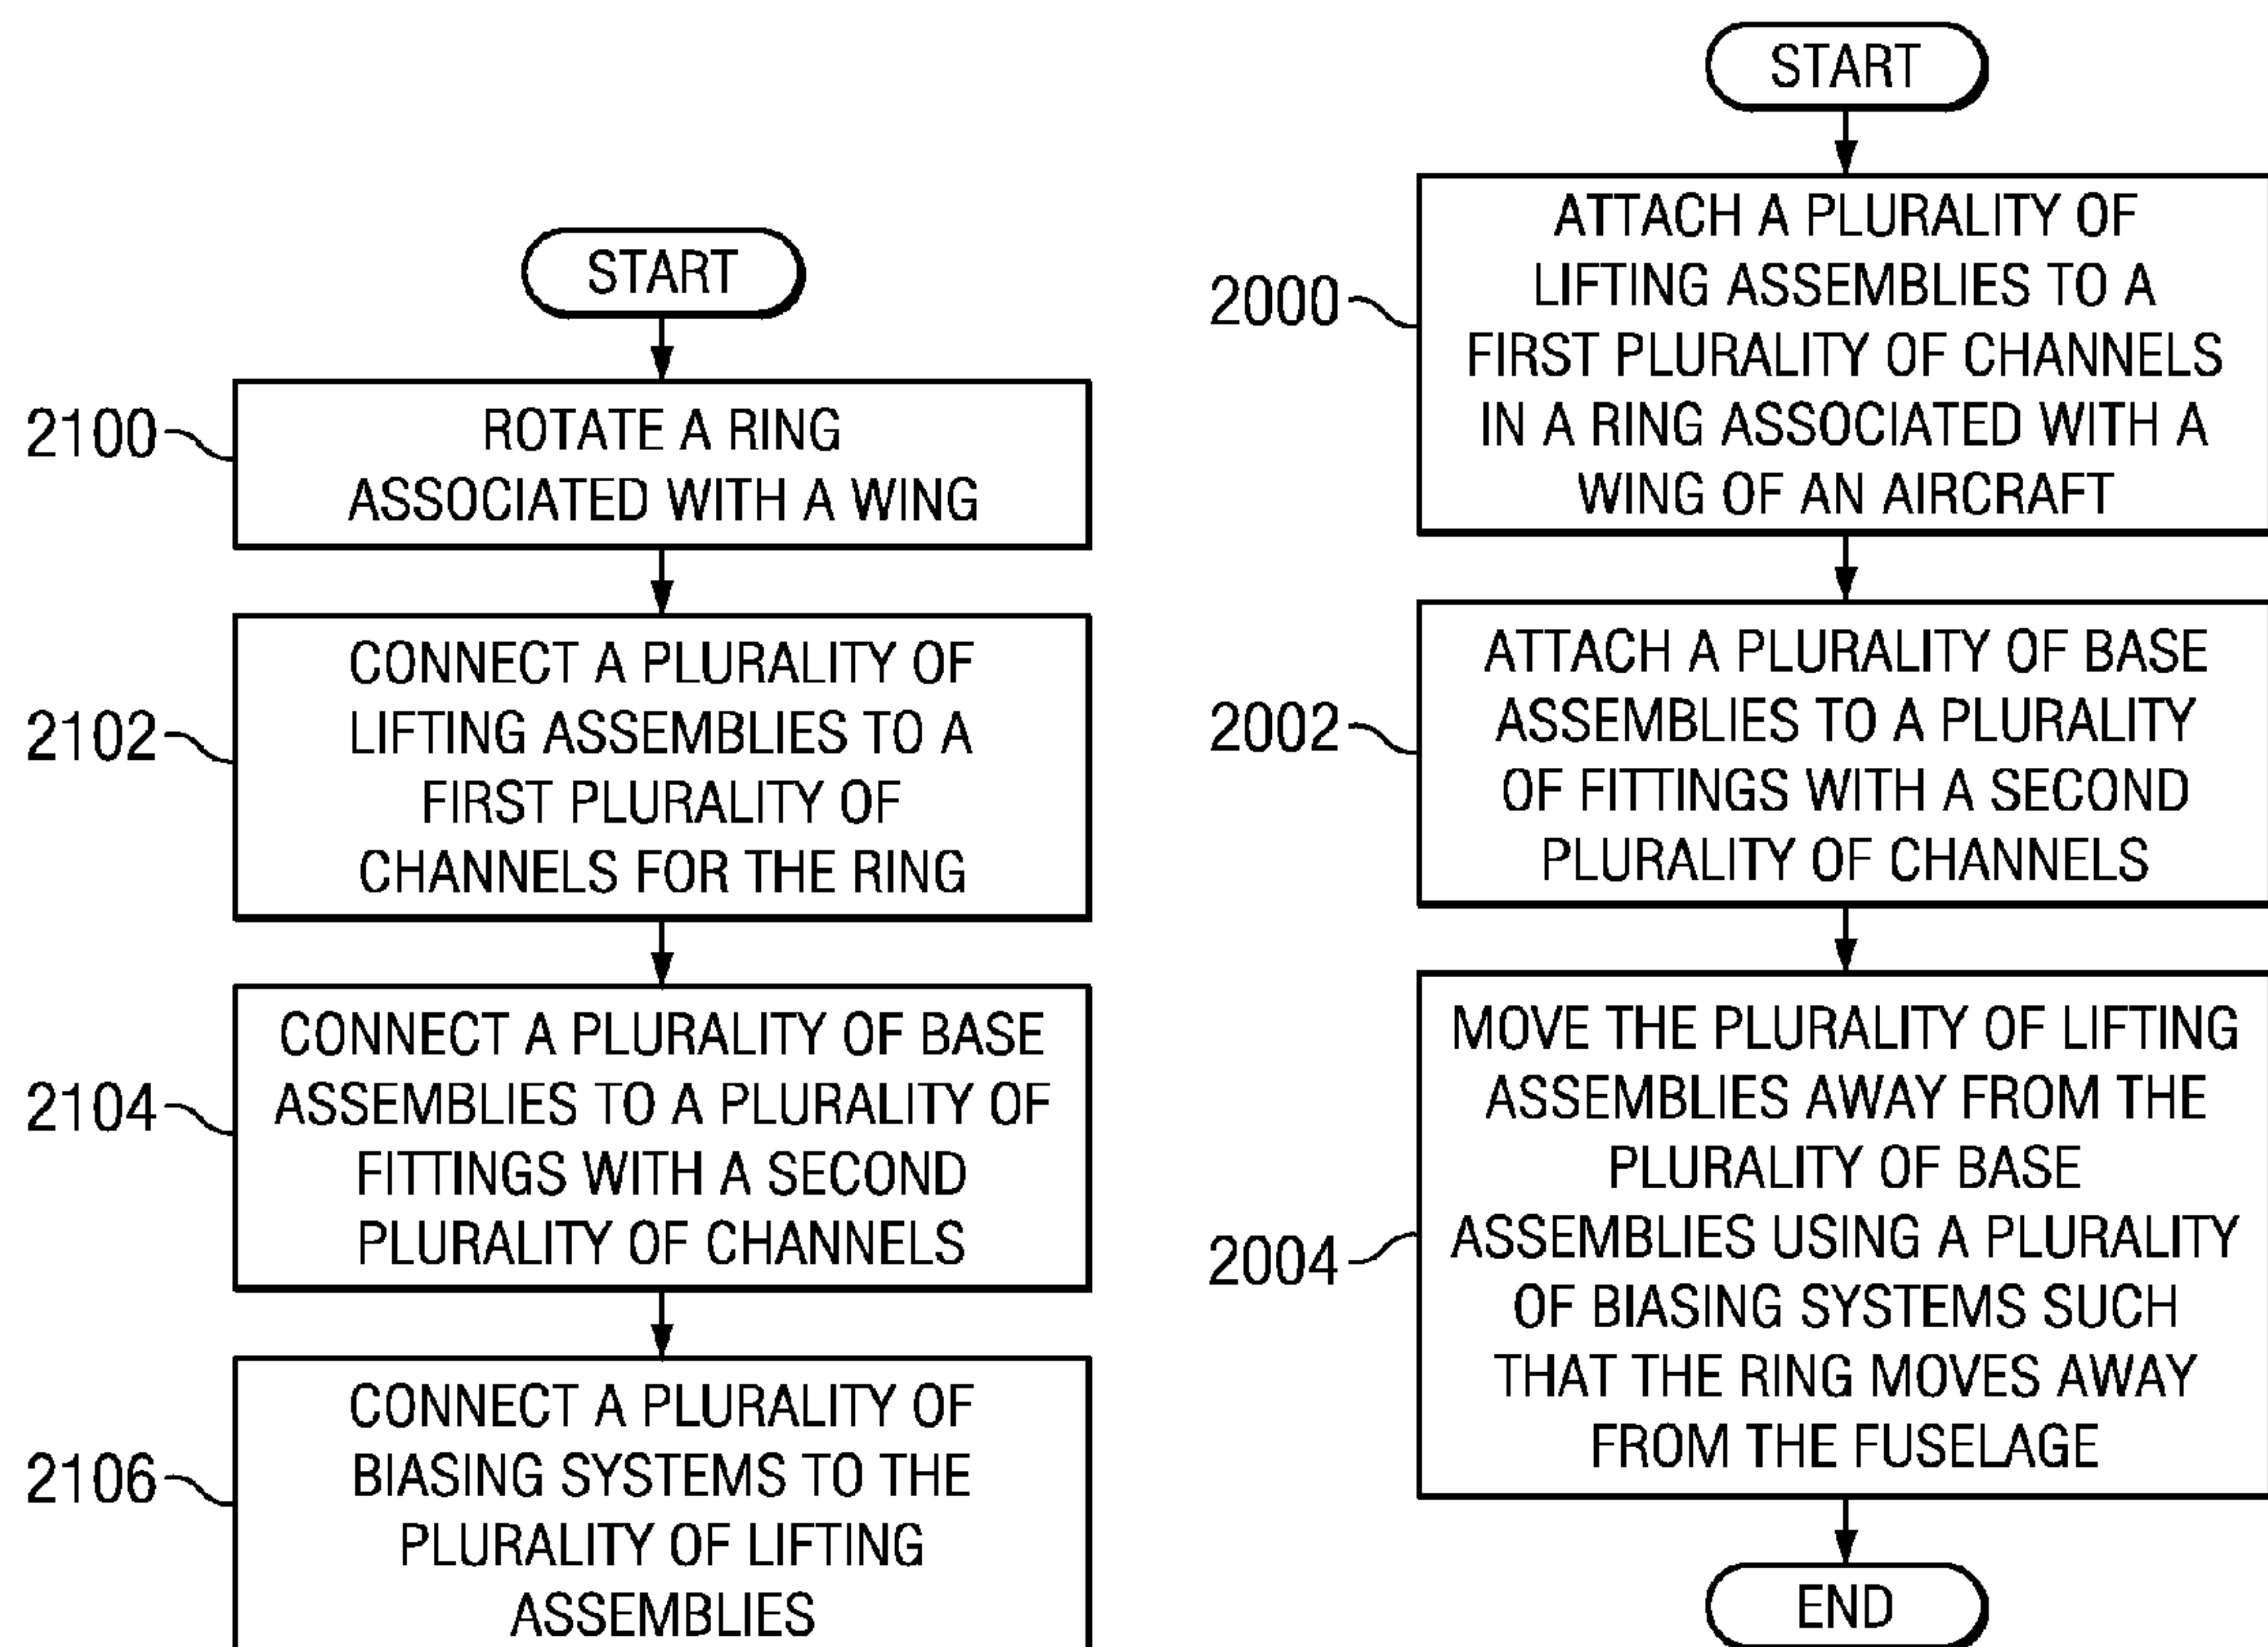 START
2100
ROTATE A RING
ASSOCIATED WITH A WING
2102
CONNECT A PLURALITY OF
LIFTING ASSEMBLIES TO A
FIRST PLURALITY OF
CHANNELS FOR THE RING
2104
CONNECT A PLURALITY OF BASE
ASSEMBLIES TO A PLURALITY OF
FITTINGS WITH A SECOND
PLURALITY OF CHANNELS
2106
CONNECT A PLURALITY OF
BIASING SYSTEMS TO THE
PLURALITY OF LIFTING
ASSEMBLIES
START
2000
ATTACH A PLURALITY OF
LIFTING ASSEMBLIES TO A
FIRST PLURALITY OF CHANNELS
IN A RING ASSOCIATED WITH A
WING OF AN AIRCRAFT
2002
ATTACH A PLURALITY OF BASE
ASSEMBLIES TO A PLURALITY
OF FITTINGS WITH A SECOND
PLURALITY OF CHANNELS
2004
MOVE THE PLURALITY OF LIFTING
ASSEMBLIES AWAY FROM THE
PLURALITY OF BASE
ASSEMBLIES USING A PLURALITY
OF BIASING SYSTEMS SUCH
THAT THE RING MOVES AWAY
FROM THE FUSELAGE
END